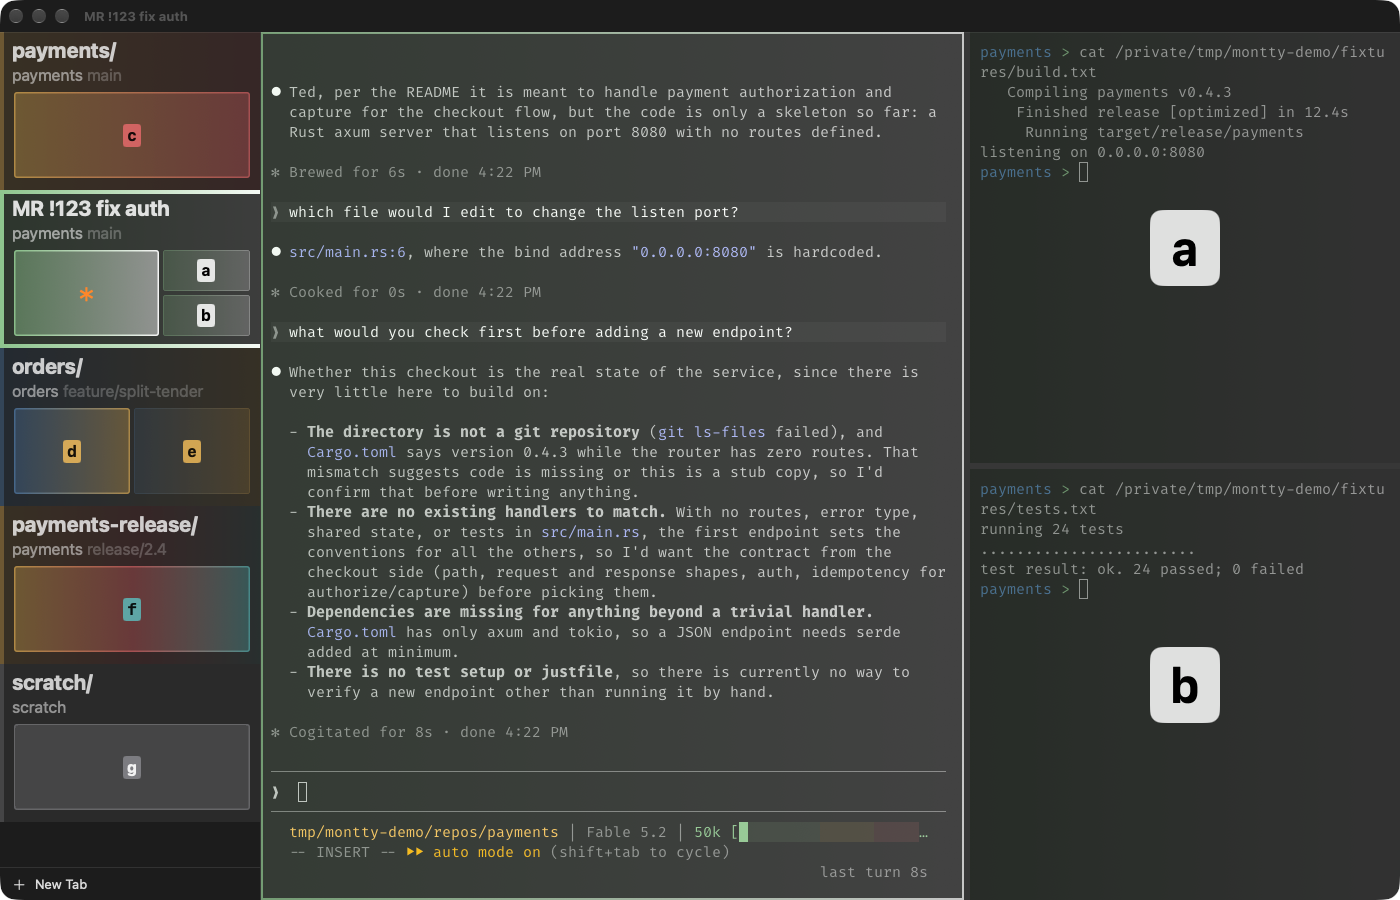 MR !123 fix auth
payments/
payments main
c
MR !123 fix auth
payments main
*
a
b
orders/
orders feature/split-tender
d
e
payments-release/
payments release/2.4
f
scratch/
scratch
g
+ New Tab
● Ted, per the README it is meant to handle payment authorization and
capture for the checkout flow, but the code is only a skeleton so far: a
Rust axum server that listens on port 8080 with no routes defined.
✻ Brewed for 6s · done 4:22 PM
❯ which file would I edit to change the listen port?
● src/main.rs:6, where the bind address "0.0.0.0:8080" is hardcoded.
✻ Cooked for 0s · done 4:22 PM
❯ what would you check first before adding a new endpoint?
● Whether this checkout is the real state of the service, since there is
very little here to build on:
- The directory is not a git repository (git ls-files failed), and
Cargo.toml says version 0.4.3 while the router has zero routes. That
mismatch suggests code is missing or this is a stub copy, so I'd
confirm that before writing anything.
- There are no existing handlers to match. With no routes, error type,
shared state, or tests in src/main.rs, the first endpoint sets the
conventions for all the others, so I'd want the contract from the
checkout side (path, request and response shapes, auth, idempotency for
authorize/capture) before picking them.
- Dependencies are missing for anything beyond a trivial handler.
Cargo.toml has only axum and tokio, so a JSON endpoint needs serde
added at minimum.
- There is no test setup or justfile, so there is currently no way to
verify a new endpoint other than running it by hand.
✻ Cogitated for 8s · done 4:22 PM
❯
tmp/montty-demo/repos/payments | Fable 5.2 | 50k [ …
-- INSERT -- ⏵⏵ auto mode on (shift+tab to cycle)
last turn 8s
payments > cat /private/tmp/montty-demo/fixtu
res/build.txt
Compiling payments v0.4.3
Finished release [optimized] in 12.4s
Running target/release/payments
listening on 0.0.0.0:8080
payments >
a
payments > cat /private/tmp/montty-demo/fixtu
res/tests.txt
running 24 tests
........................
test result: ok. 24 passed; 0 failed
payments >
b